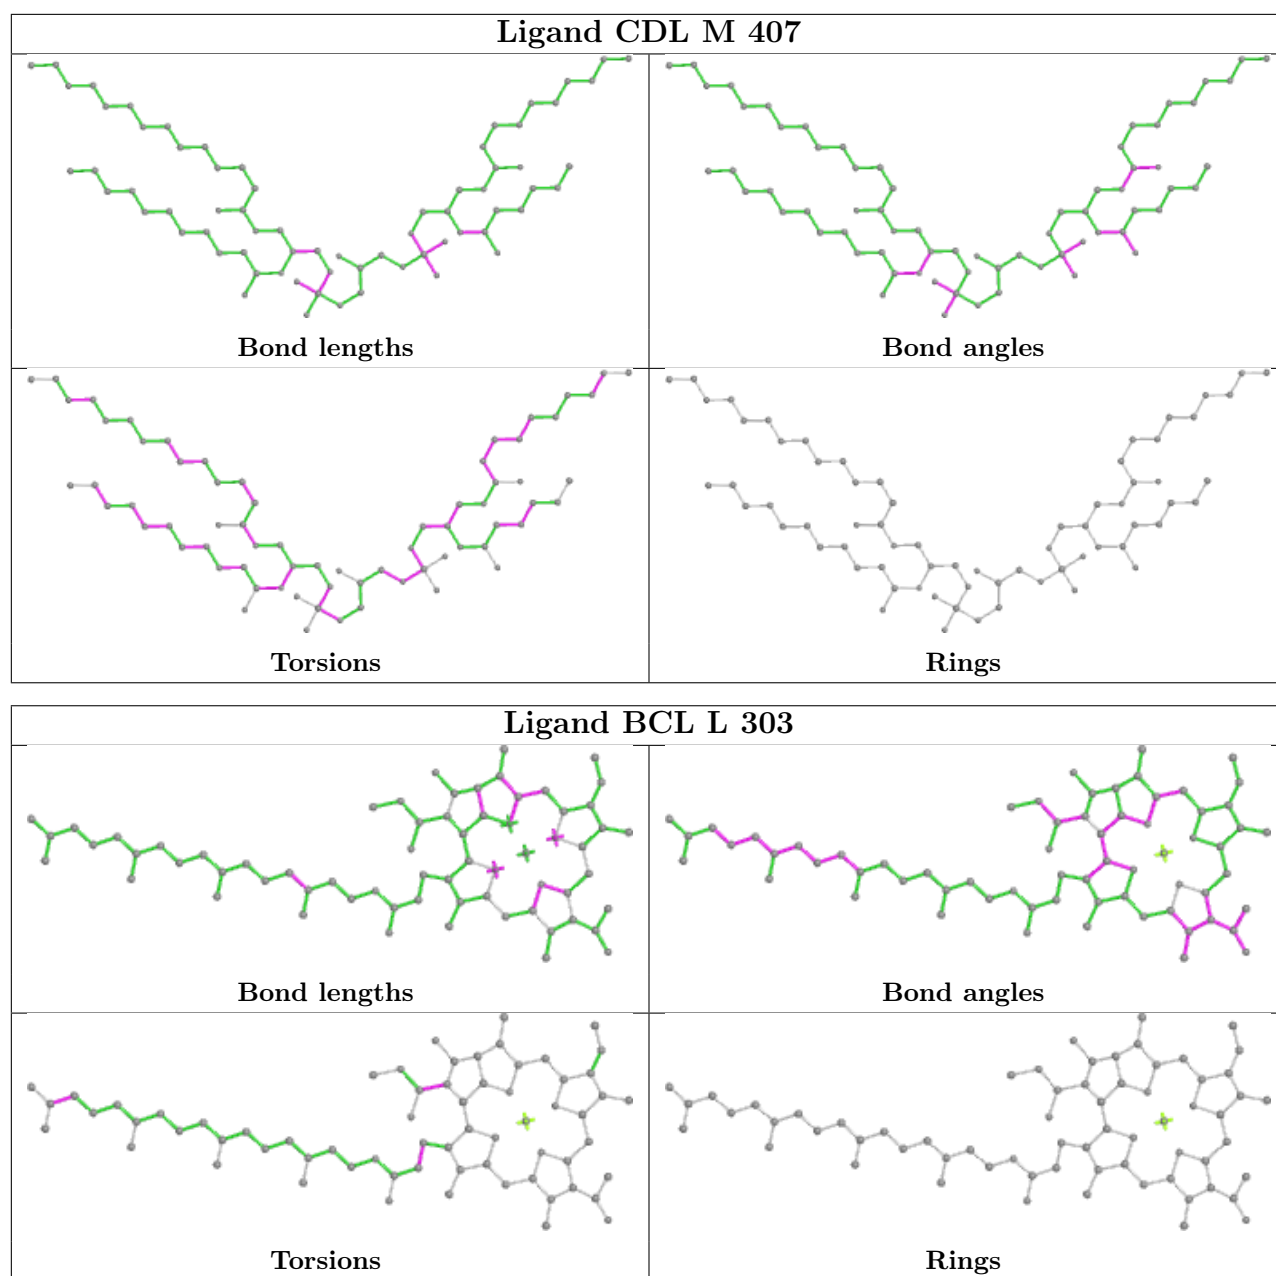 Ligand CDL M 407
Bond lengths
Bond angles
Torsions
Rings
Ligand BCL L 303
Bond lengths
Bond angles
Torsions
Rings